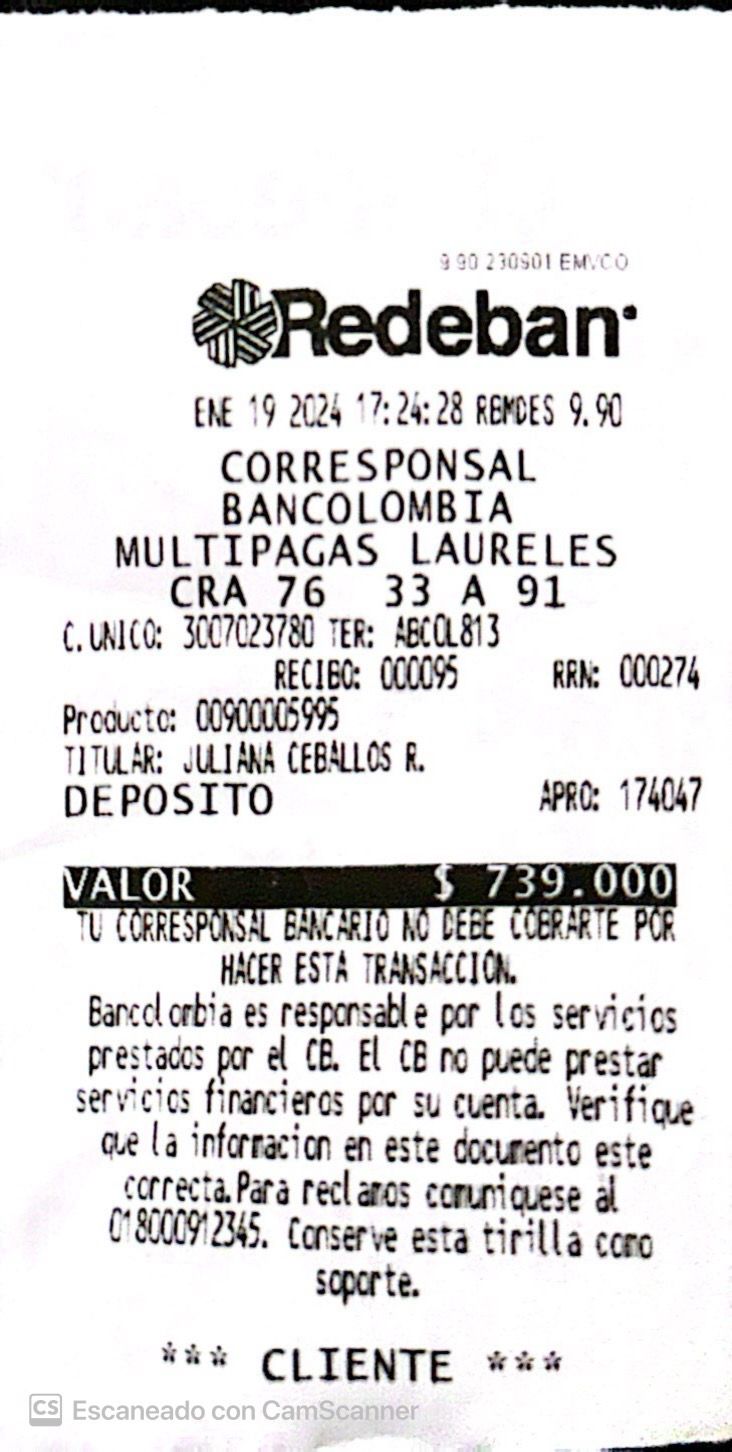 9.90 230901 EMVCO
Redeban
ENE 19 2024 17:24:28 RBMDES 9.90
CORRESPONSAL
BANCOLOMBIA
MULTIPAGAS LAURELES
CRA 76 33 A 91
C.UNICO: 3007023780 TER: ABCOL813
RECIBO: 000095 RRN: 000274
Producto: 00900005995
TITULAR: JULIANA CEBALLOS R.
DEPOSITO APRO: 174047
VALOR $ 739.000
TU CORRESPONSAL BANCARIO NO DEBE COBRARTE POR
HACER ESTA TRANSACCIÓN.
Bancolombia es responsable por los servicios
prestados por el CB. El CB no puede prestar
servicios financieros por su cuenta. Verifique
que la informacion en este documento este
correcta.Para reclamos comuniquese al
018000912345. Conserve esta tirilla como
soporte.
*** CLIENTE ***
CS Escaneado con CamScanner